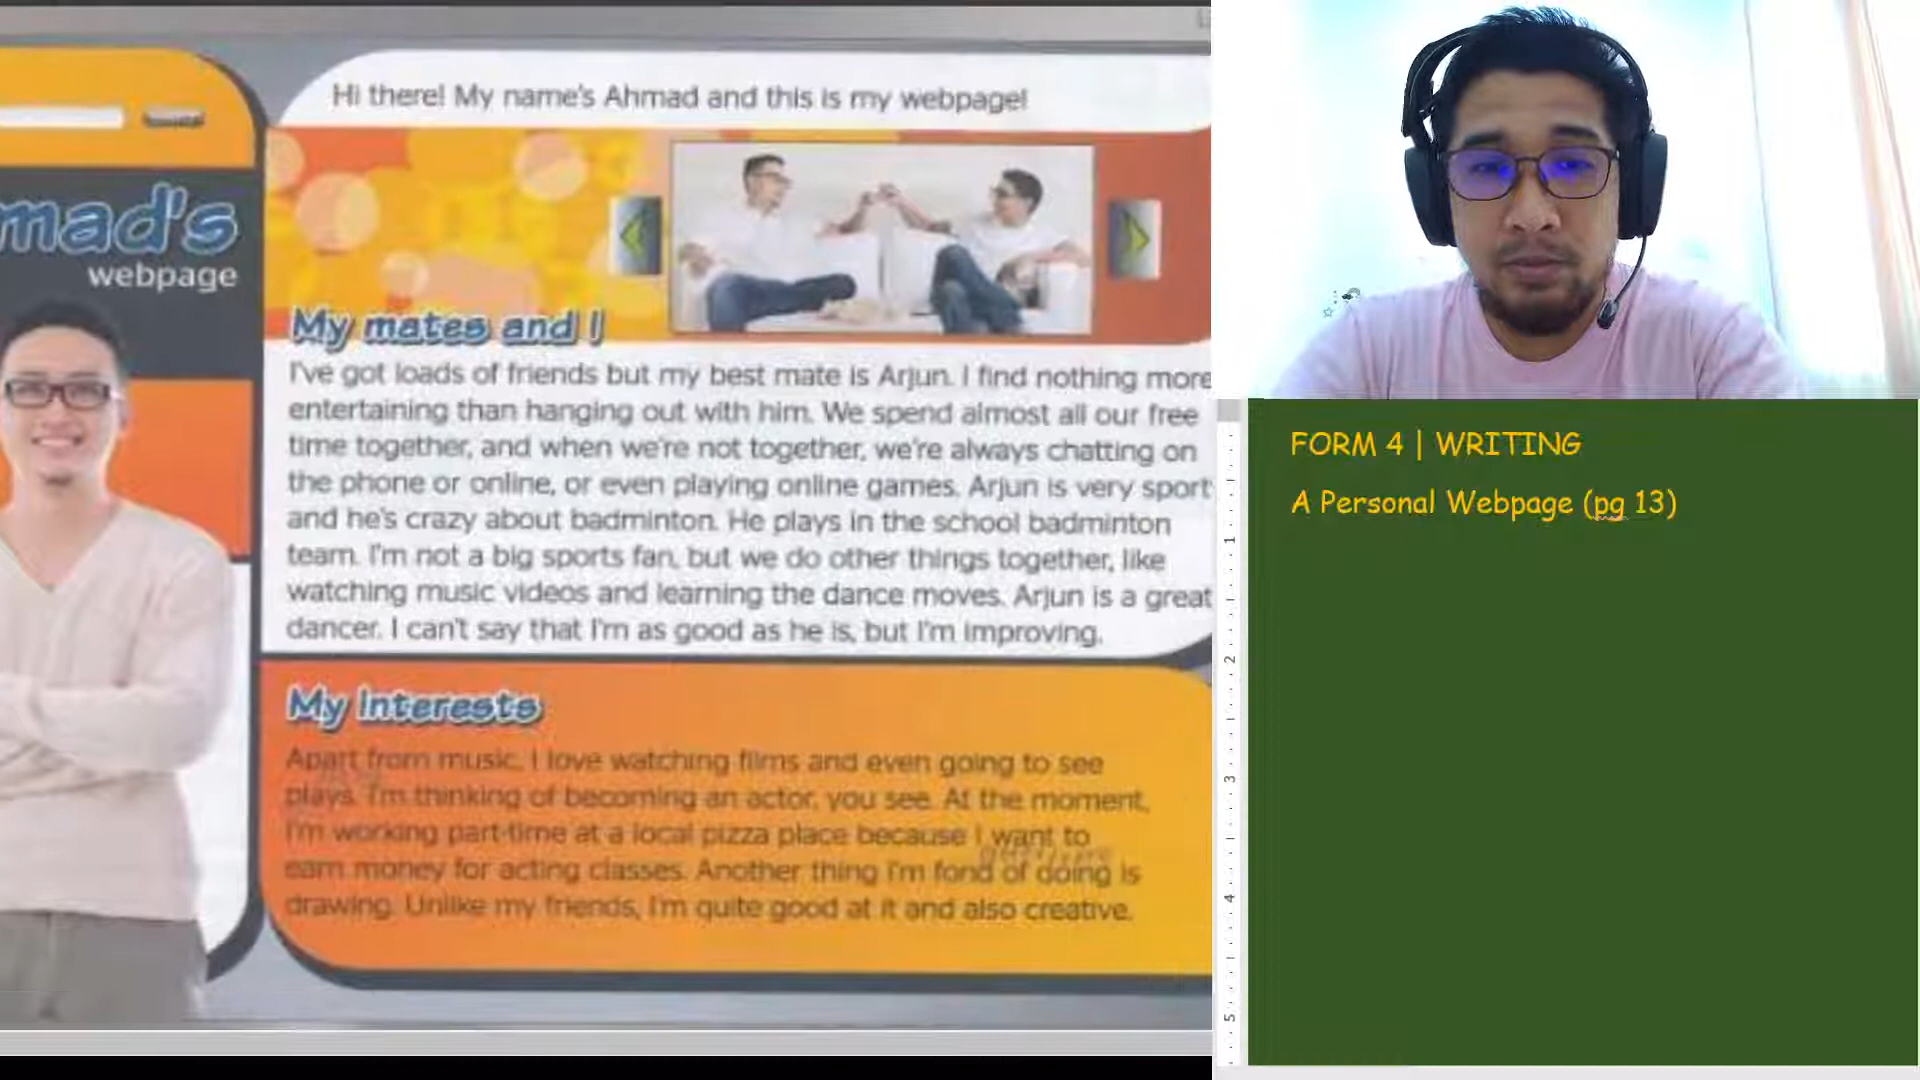 Hi there! My name's Ahmad and this is my webpage!
mad's
webpage
My mates and I
I've got loads of friends but my best mate is Arjun. I find nothing more
entertaining than hanging out with him. We spend almost all our free
time together, and when we're not together, we're always chatting on
the phone or online, or even playing online games. Arjun is very sport
and he's crazy about badminton. He plays in the school badminton
team. I'm not a big sports fan, but we do other things together, like
watching music videos and learning the dance moves. Arjun is a great
dancer. I can't say that I'm as good as he is, but I'm improving.
My Interests
Apart from music, I love watching films and even going to see
plays. I'm thinking of becoming an actor, you see. At the moment,
I'm working part-time at a local pizza place because I want to
earn money for acting classes. Another thing I'm fond of doing is
drawing. Unlike my friends, I'm quite good at it and also creative.
FORM 4 | WRITING
A Personal Webpage (pg 13)
1
2
3
4
5